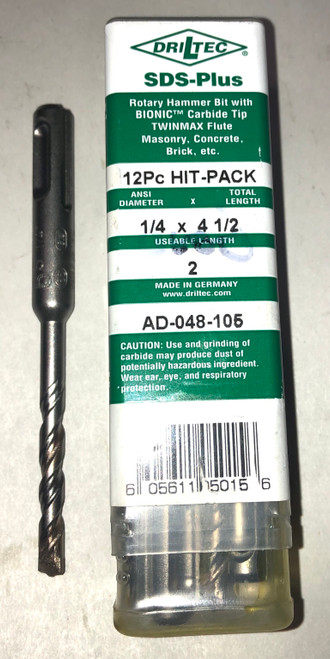 DRILTEC®
SDS-Plus
Rotary Hammer Bit with
BIONIC™ Carbide Tip
TWINMAX Flute
Masonry, Concrete,
Brick, etc.
12Pc HIT-PACK
ANSI DIAMETER x TOTAL LENGTH
1/4 x 4 1/2
USEABLE LENGTH
2
MADE IN GERMANY
www.driltec.com
AD-048-105
CAUTION: Use and grinding of
carbide may produce dust of
potentially hazardous ingredient.
Wear ear, eye, and respiratory
protection.
6 05611 05015 6